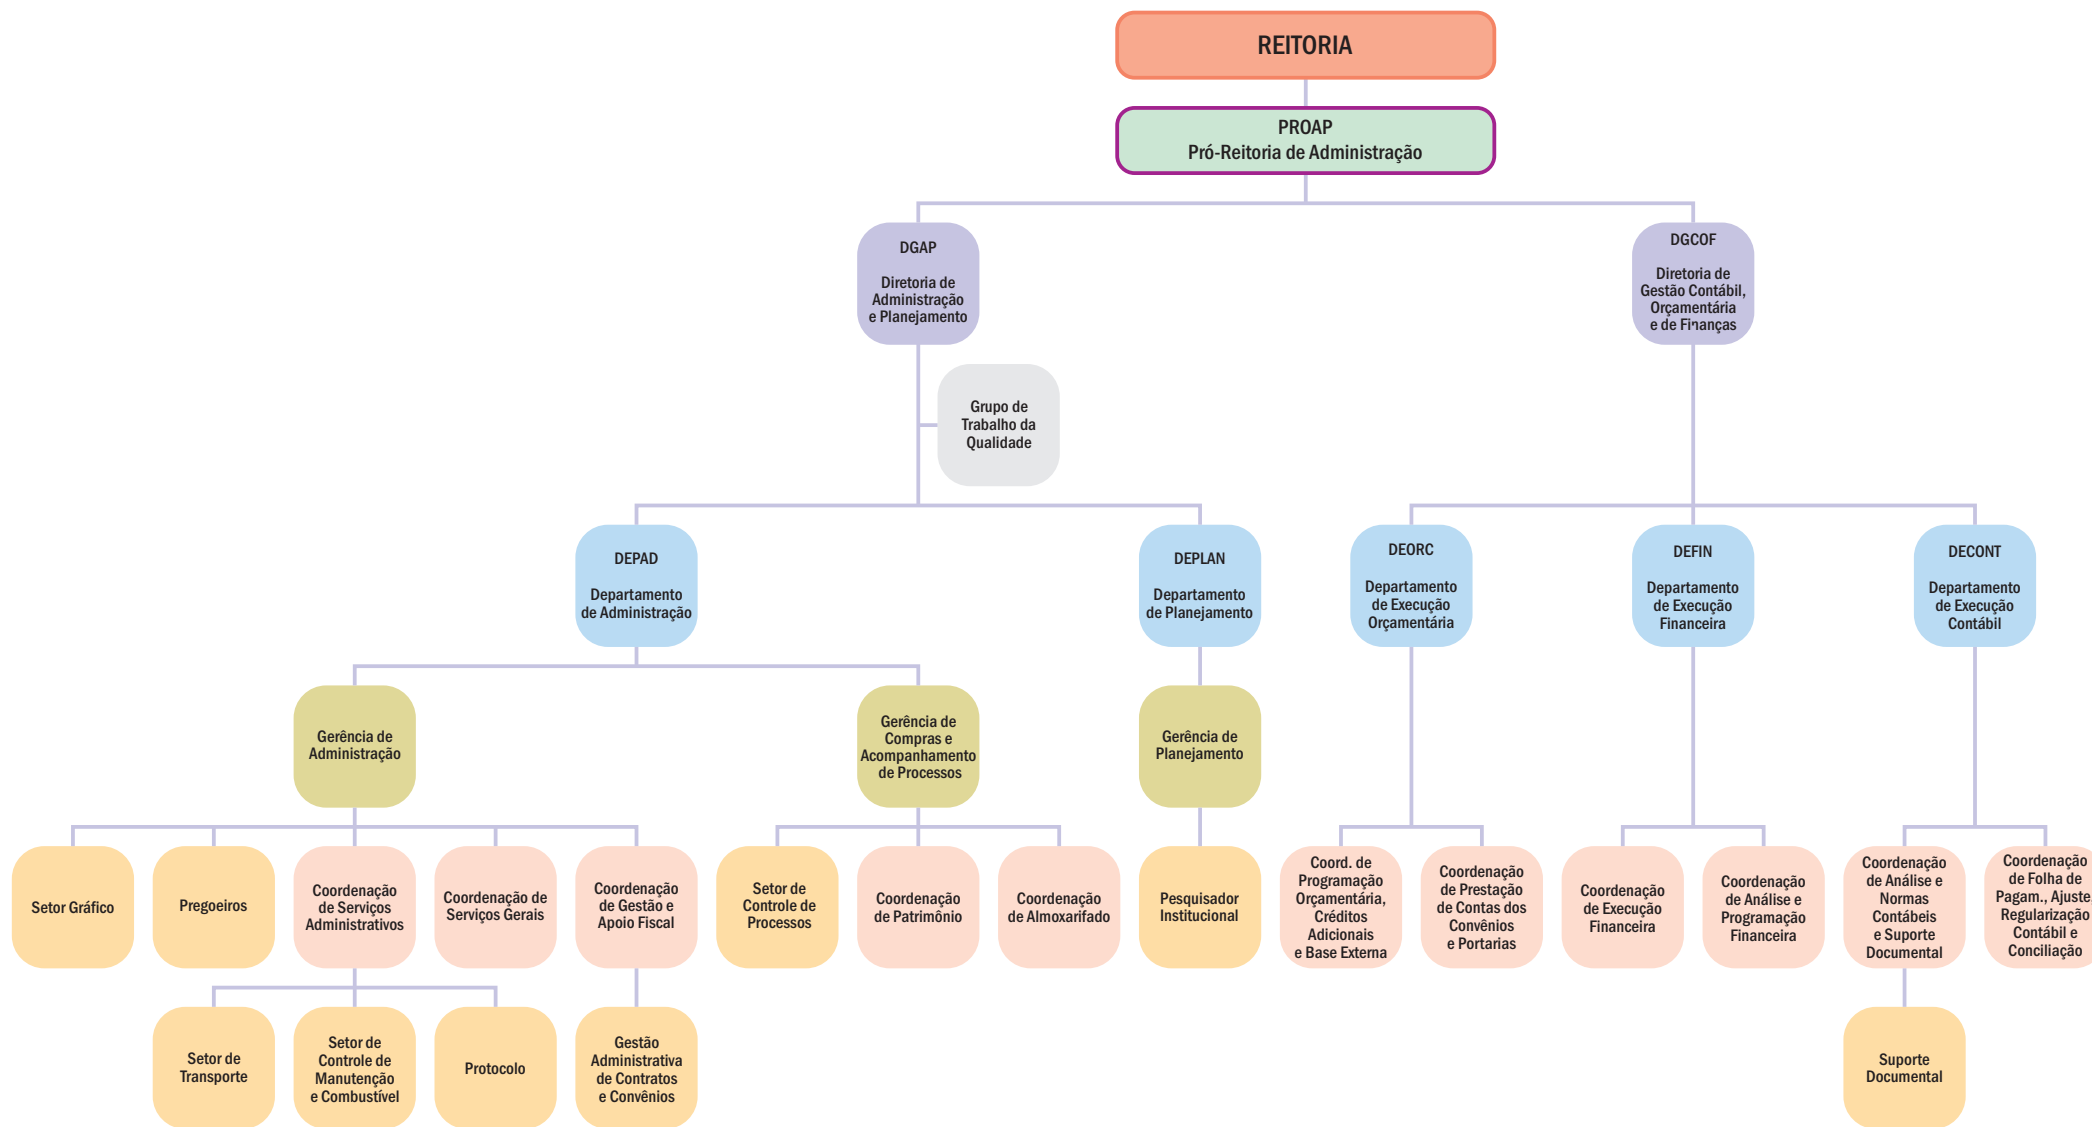 REITORIA
PROAP
Pró-Reitoria de Administração
DGAP
Diretoria de
Administração
e Planejamento
DGCOF
Diretoria de
Gestão Contábil,
Orçamentária
e de Finanças
Grupo de
Trabalho da
Qualidade
DEPAD
Departamento
de Administração
DEPLAN
Departamento
de Planejamento
DEORC
Departamento
de Execução
Orçamentária
DEFIN
Departamento
de Execução
Financeira
DECONT
Departamento
de Execução
Contábil
Gerência de
Administração
Gerência de
Compras e
Acompanhamento
de Processos
Gerência de
Planejamento
Setor Gráfico
Pregoeiros
Coordenação
de Serviços
Administrativos
Coordenação de
Serviços Gerais
Coordenação
de Gestão e
Apoio Fiscal
Setor de
Controle de
Processos
Coordenação
de Patrimônio
Coordenação
de Almoxarifado
Pesquisador
Institucional
Coord. de
Programação
Orçamentária,
Créditos
Adicionais
e Base Externa
Coordenação
de Prestação
de Contas dos
Convênios
e Portarias
Coordenação
de Execução
Financeira
Coordenação
de Análise e
Programação
Financeira
Coordenação
de Análise e
Normas
Contábeis
e Suporte
Documental
Coordenação
de Folha de
Pagam., Ajuste,
Regularização
Contábil e
Conciliação
Setor de
Transporte
Setor de
Controle de
Manutenção
e Combustível
Protocolo
Gestão
Administrativa
de Contratos
e Convênios
Suporte
Documental